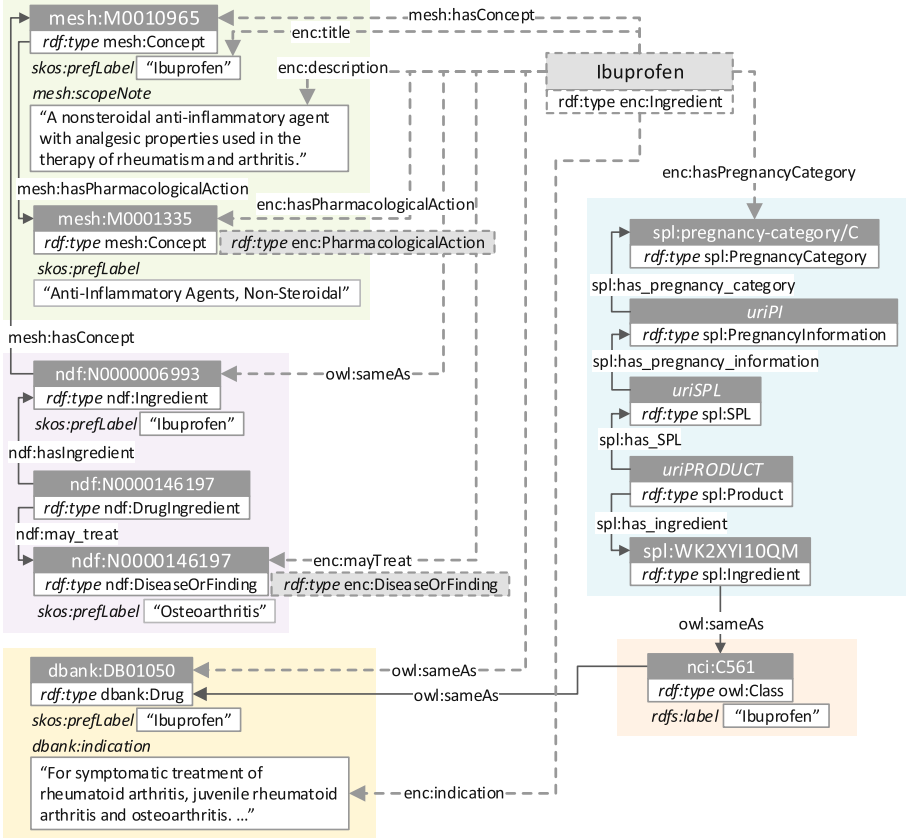 mesh:M0010965
rdf:type mesh:Concept
skos:prefLabel “Ibuprofen”
mesh:scopeNote
“A nonsteroidal anti-inflammatory agent
with analgesic properties used in the
therapy of rheumatism and arthritis.”
mesh:hasPharmacologicalAction
mesh:M0001335
rdf:type mesh:Concept
rdf:type enc:PharmacologicalAction
skos:prefLabel
“Anti-Inflammatory Agents, Non-Steroidal”
mesh:hasConcept
enc:title
enc:description
enc:hasPharmacologicalAction
Ibuprofen
rdf:type enc:Ingredient
enc:hasPregnancyCategory
mesh:hasConcept
ndf:N0000006993
rdf:type ndf:Ingredient
skos:prefLabel “Ibuprofen”
ndf:hasIngredient
ndf:N0000146197
rdf:type ndf:DrugIngredient
ndf:may_treat
ndf:N0000146197
rdf:type ndf:DiseaseOrFinding
rdf:type enc:DiseaseOrFinding
skos:prefLabel “Osteoarthritis”
owl:sameAs
enc:mayTreat
spl:pregnancy-category/C
rdf:type spl:PregnancyCategory
spl:has_pregnancy_category
uriPI
rdf:type spl:PregnancyInformation
spl:has_pregnancy_information
uriSPL
rdf:type spl:SPL
spl:has_SPL
uriPRODUCT
rdf:type spl:Product
spl:has_ingredient
spl:WK2XYI10QM
rdf:type spl:Ingredient
owl:sameAs
nci:C561
rdf:type owl:Class
rdfs:label “Ibuprofen”
owl:sameAs
owl:sameAs
dbank:DB01050
rdf:type dbank:Drug
skos:prefLabel “Ibuprofen”
dbank:indication
“For symptomatic treatment of
rheumatoid arthritis, juvenile rheumatoid
arthritis and osteoarthritis. …”
enc:indication